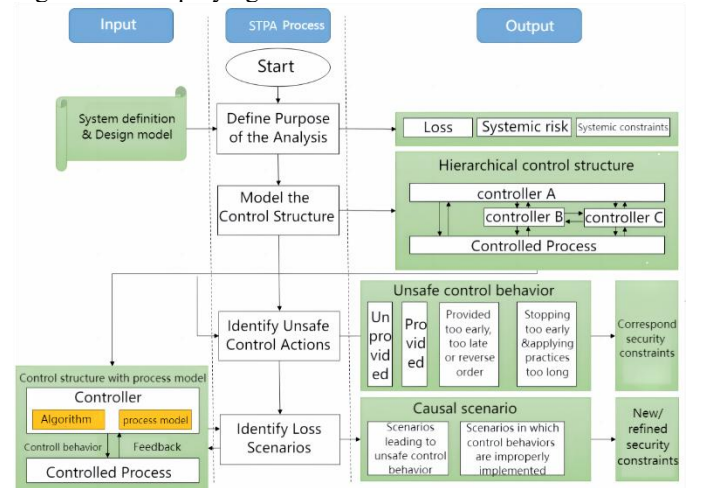 Input
STPA Process
Output
Start
System definition
& Design model
Define Purpose
of the Analysis
Loss
Systemic risk
Systemic constraints
Hierarchical control structure
Model the
Control Structure
controller A
controller B
controller C
Controlled Process
Unsafe control behavior
Identify Unsafe
Control Actions
Un
provid
ed
Pro
vid
ed
Provided
too early,
too late
or reverse
order
Stopping
too early
&applying
practices
too long
Correspond
security
constraints
Control structure with process model
Controller
Algorithm
process model
Controll behavior
Feedback
Controlled Process
Identify Loss
Scenarios
Causal scenario
Scenarios
leading to
unsafe control
behavior
Scenarios in which
control behaviors
are improperly
implemented
New/
refined
security
constraints